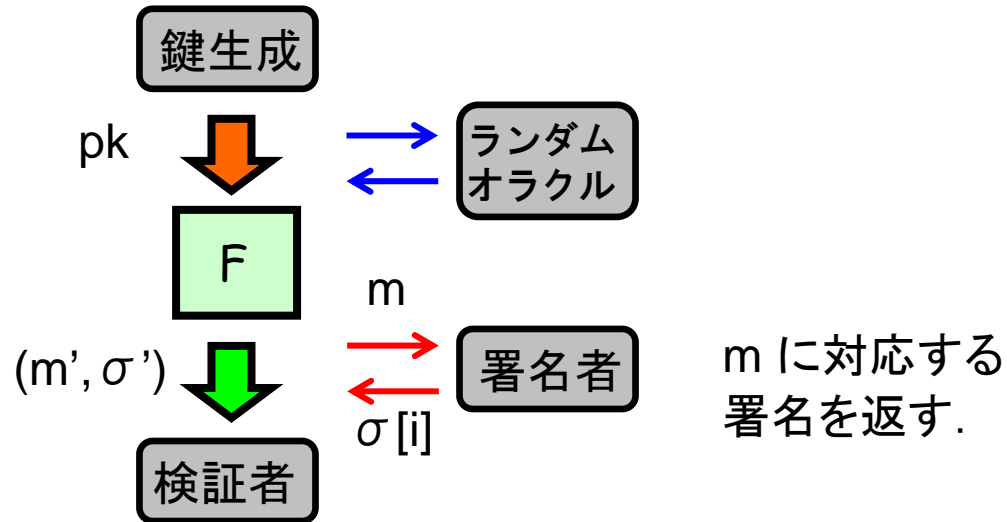 鍵生成
pk
ランダム
オラクル
F
m
(m’, σ’)
署名者
m に対応する
署名を返す.
σ[i]
検証者